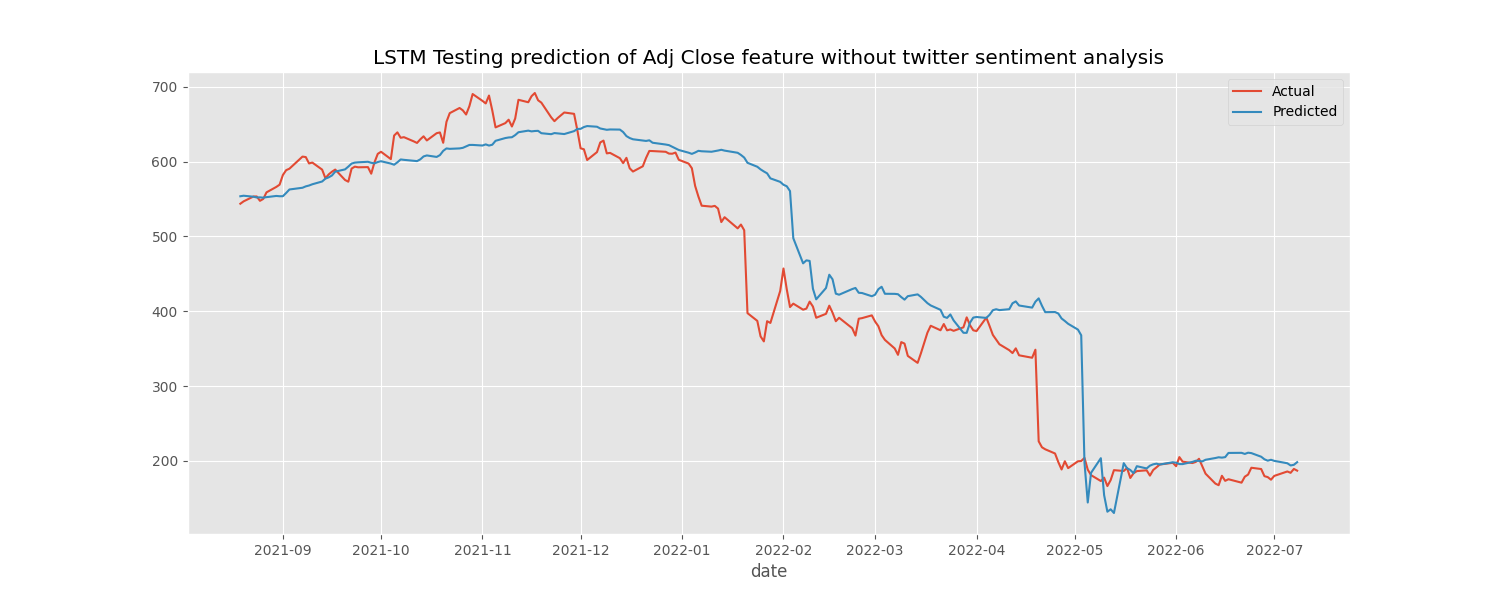 LSTM Testing prediction of Adj Close feature without twitter sentiment analysis
Actual
Predicted
700
600
500
400
300
200
2021-09 2021-10 2021-11 2021-12 2022-01 2022-02 2022-03 2022-04 2022-05 2022-06 2022-07
date